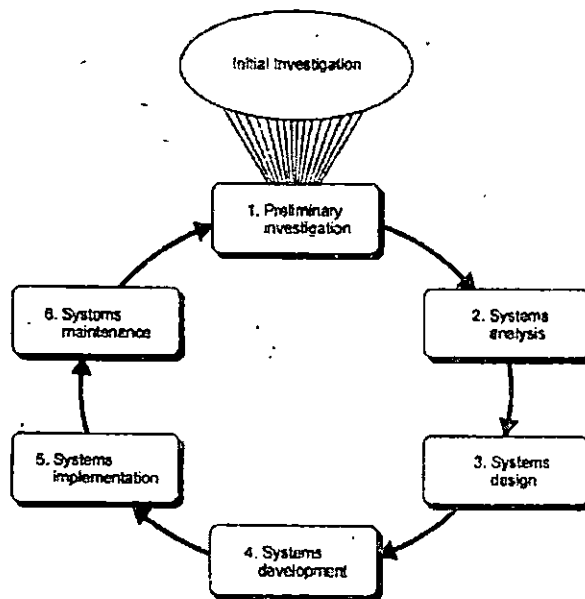 Initial Investigation
1. Preliminary
investigation
2. Systems
analysis
3. Systems
design
4. Systems
development
5. Systems
implementation
6. Systems
maintenance